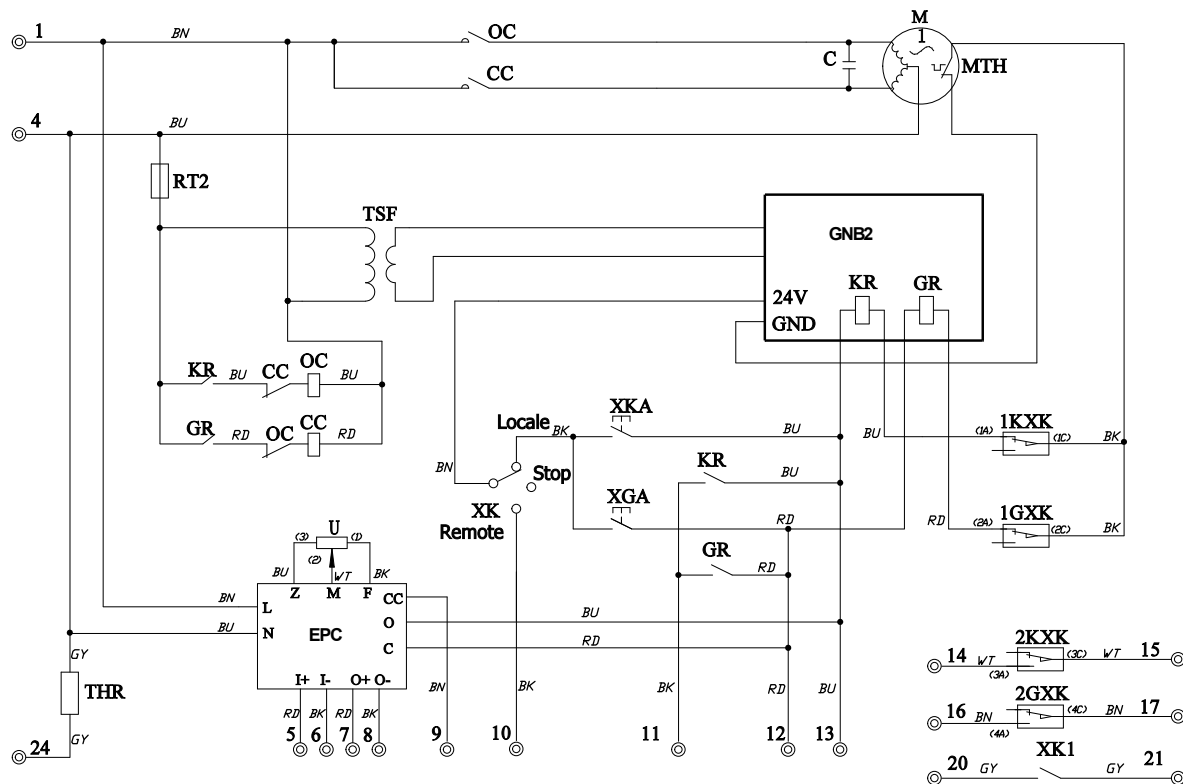 M
1 BN OC 1
C MTH
CC
4 BU
RT2
TSF
GNB2
KR GR
24V
GND
KR BU CC OC BU
GR RD OC CC RD
XKA
Locale BK BU BU (1A) 1KXK (1C) BK
BN Stop KR BU
XK XGA RD RD (2A) 1GXK (2C) BK
Remote
GR RD
(3) U (1)
(2)
BU WT BK
Z M F CC
BN L
O BU
BU N EPC
C RD
GY
THR
I+ I- O+ O-
RD BK RD BK BN BK BK RD BU
GY
24 5 6 7 8 9 10 11 12 13
2KXK
14 WT (3A) (3C) WT 15
2GXK
16 BN (4A) (4C) BN 17
XK1
20 GY GY 21